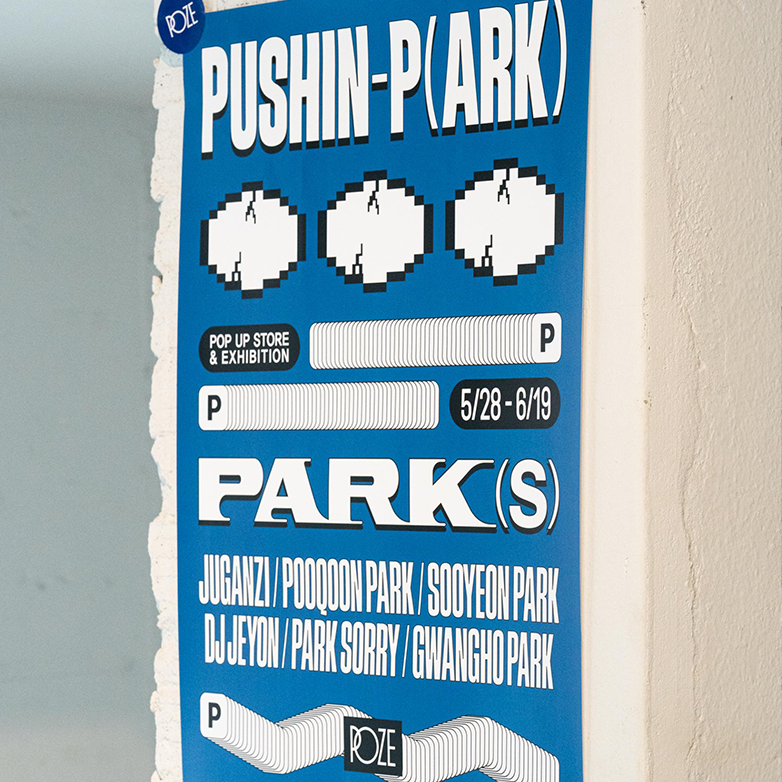 POZE
PUSHIN-P(ARK)
POP UP STORE
& EXHIBITION
P
P
5/28 - 6/19
PARK(S)
JUGANZI / POOQOON PARK / SOOYEON PARK
DJ JEYON / PARK SORRY / GWANGHO PARK
P
POZE